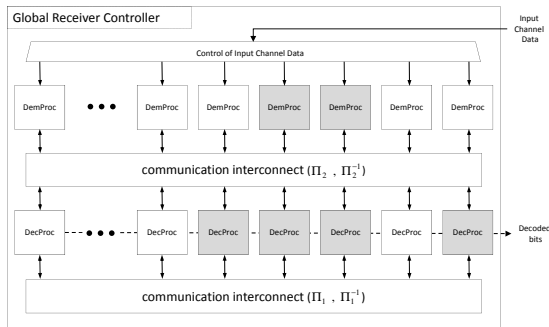 Global Receiver Controller
Input
Channel
Data
Control of Input Channel Data
DemProc DemProc DemProc DemProc DemProc DemProc DemProc
communication interconnect (Π₂ , Π₂⁻¹)
DecProc DecProc DecProc DecProc DecProc DecProc DecProc
Decoded
bits
communication interconnect (Π₁ , Π₁⁻¹)